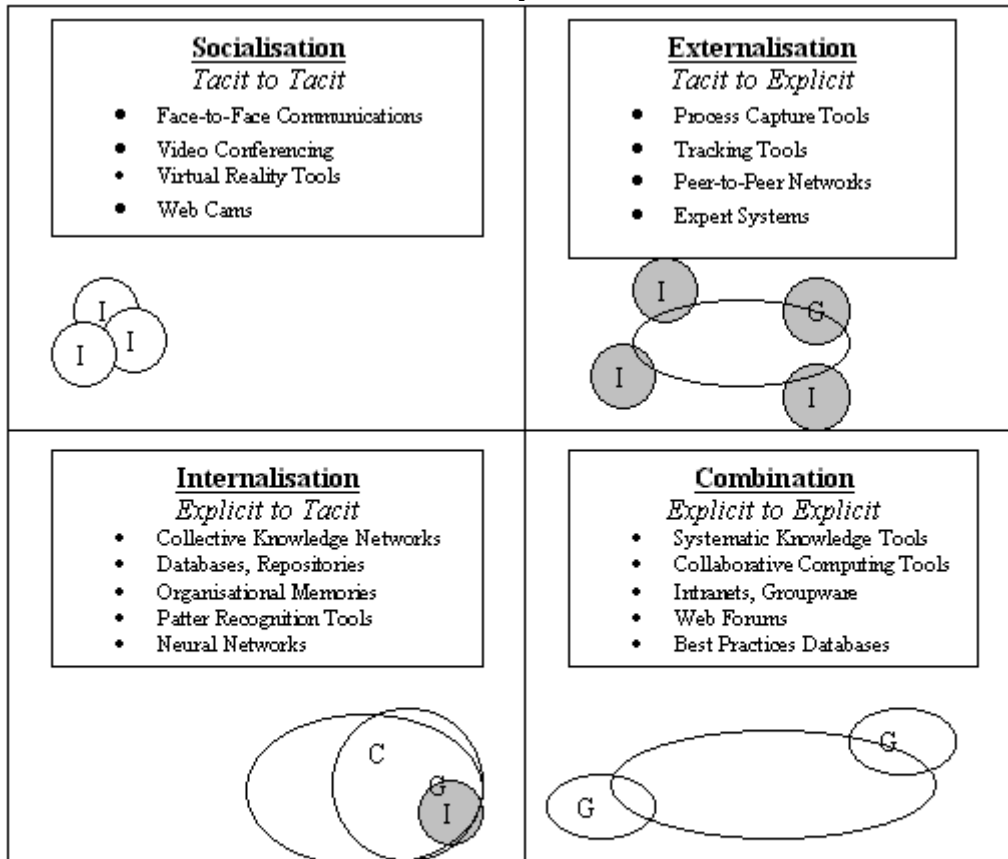 Socialisation
Tacit to Tacit
• Face-to-Face Communications
• Video Conferencing
• Virtual Reality Tools
• Web Cams
I
I
I
Externalisation
Tacit to Explicit
• Process Capture Tools
• Tracking Tools
• Peer-to-Peer Networks
• Expert Systems
I
G
I
I
Internalisation
Explicit to Tacit
• Collective Knowledge Networks
• Databases, Repositories
• Organisational Memories
• Patter Recognition Tools
• Neural Networks
C
G
I
Combination
Explicit to Explicit
• Systematic Knowledge Tools
• Collaborative Computing Tools
• Intranets, Groupware
• Web Forums
• Best Practices Databases
G
G